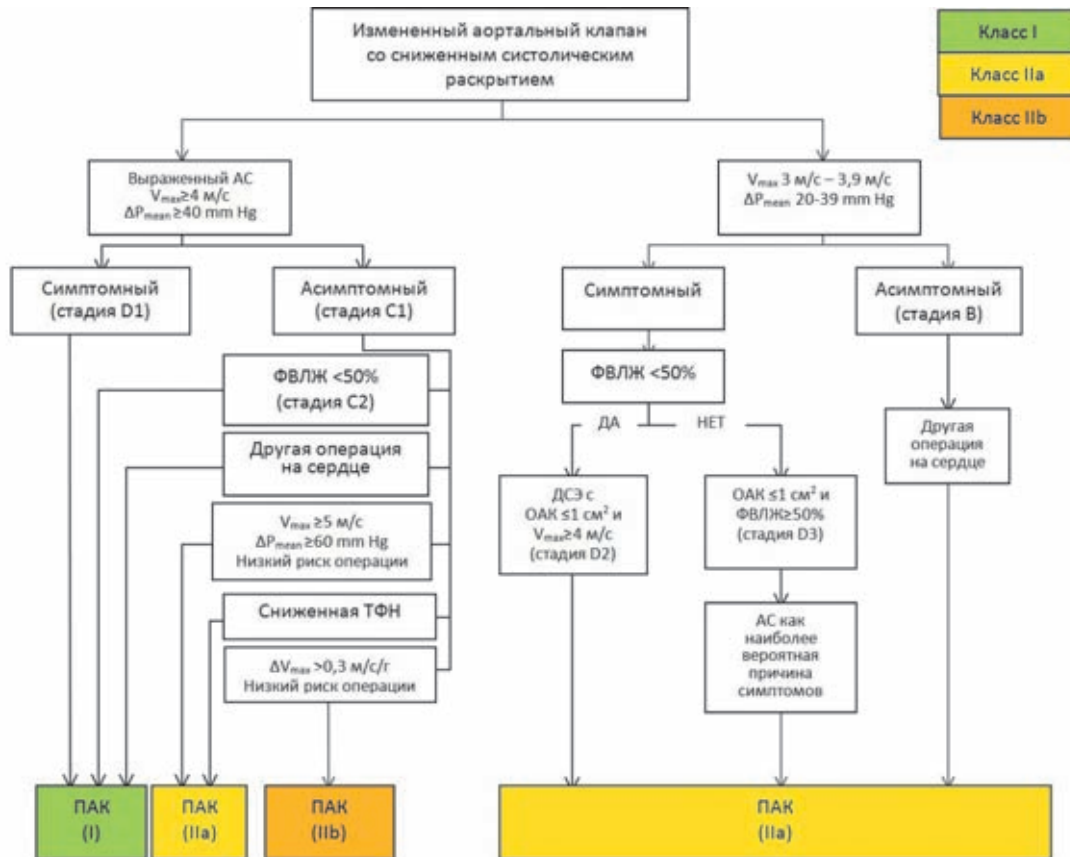 Измененный аортальный клапан
со сниженным систолическим
раскрытием
Класс I
Класс IIa
Класс IIb
Выраженный АС
Vmax≥4 м/с
ΔPmean ≥40 mm Hg
Vmax 3 м/с – 3,9 м/с
ΔPmean 20-39 mm Hg
Симптомный
(стадия D1)
Асимптомный
(стадия C1)
Симптомный
Асимптомный
(стадия B)
ФВЛЖ <50%
(стадия C2)
Другая операция
на сердце
Vmax ≥5 м/с
ΔPmean ≥60 mm Hg
Низкий риск операции
Сниженная ТФН
ΔVmax >0,3 м/с/г
Низкий риск операции
ФВЛЖ <50%
ДА
НЕТ
ДСЭ с
ОАК ≤1 см² и
Vmax≥4 м/с
(стадия D2)
ОАК ≤1 см² и
ФВЛЖ≥50%
(стадия D3)
АС как
наиболее
вероятная
причина
симптомов
Другая
операция
на сердце
ПАК
(I)
ПАК
(IIa)
ПАК
(IIb)
ПАК
(IIa)